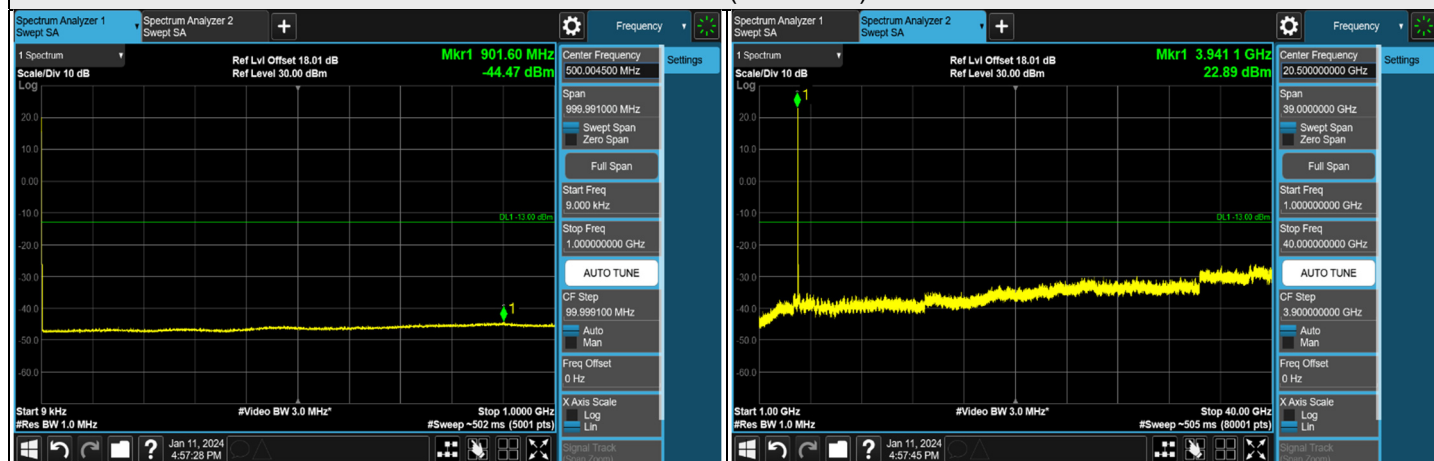 Spectrum Analyzer 1
Swept SA
Spectrum Analyzer 2
Swept SA
+
Frequency
1 Spectrum
Scale/Div 10 dB
Log
Ref Lvl Offset 18.01 dB
Ref Level 30.00 dBm
Mkr1 901.60 MHz
-44.47 dBm
20.0
10.0
0.00
-10.0
-20.0
-30.0
-40.0
-50.0
-60.0
DL1 -13.00 dBm
1
Start 9 kHz
#Res BW 1.0 MHz
#Video BW 3.0 MHz*
Stop 1.0000 GHz
#Sweep ~502 ms (5001 pts)
Center Frequency
500.004500 MHz
Span
999.991000 MHz
Swept Span
Zero Span
Full Span
Start Freq
9.000 kHz
Stop Freq
1.000000000 GHz
AUTO TUNE
CF Step
99.999100 MHz
Auto
Man
Freq Offset
0 Hz
X Axis Scale
Log
Lin
Signal Track
(Span Zoom)
Settings
?
Jan 11, 2024
4:57:28 PM
Spectrum Analyzer 1
Swept SA
Spectrum Analyzer 2
Swept SA
+
Frequency
1 Spectrum
Scale/Div 10 dB
Log
Ref Lvl Offset 18.01 dB
Ref Level 30.00 dBm
Mkr1 3.941 1 GHz
22.89 dBm
1
20.0
10.0
0.00
-10.0
-20.0
-30.0
-40.0
-50.0
-60.0
DL1 -13.00 dBm
Start 1.00 GHz
#Res BW 1.0 MHz
#Video BW 3.0 MHz*
Stop 40.00 GHz
#Sweep ~505 ms (80001 pts)
Center Frequency
20.500000000 GHz
Span
39.0000000 GHz
Swept Span
Zero Span
Full Span
Start Freq
1.000000000 GHz
Stop Freq
40.000000000 GHz
AUTO TUNE
CF Step
3.900000000 GHz
Auto
Man
Freq Offset
0 Hz
X Axis Scale
Log
Lin
Signal Track
(Span Zoom)
Settings
?
Jan 11, 2024
4:57:45 PM